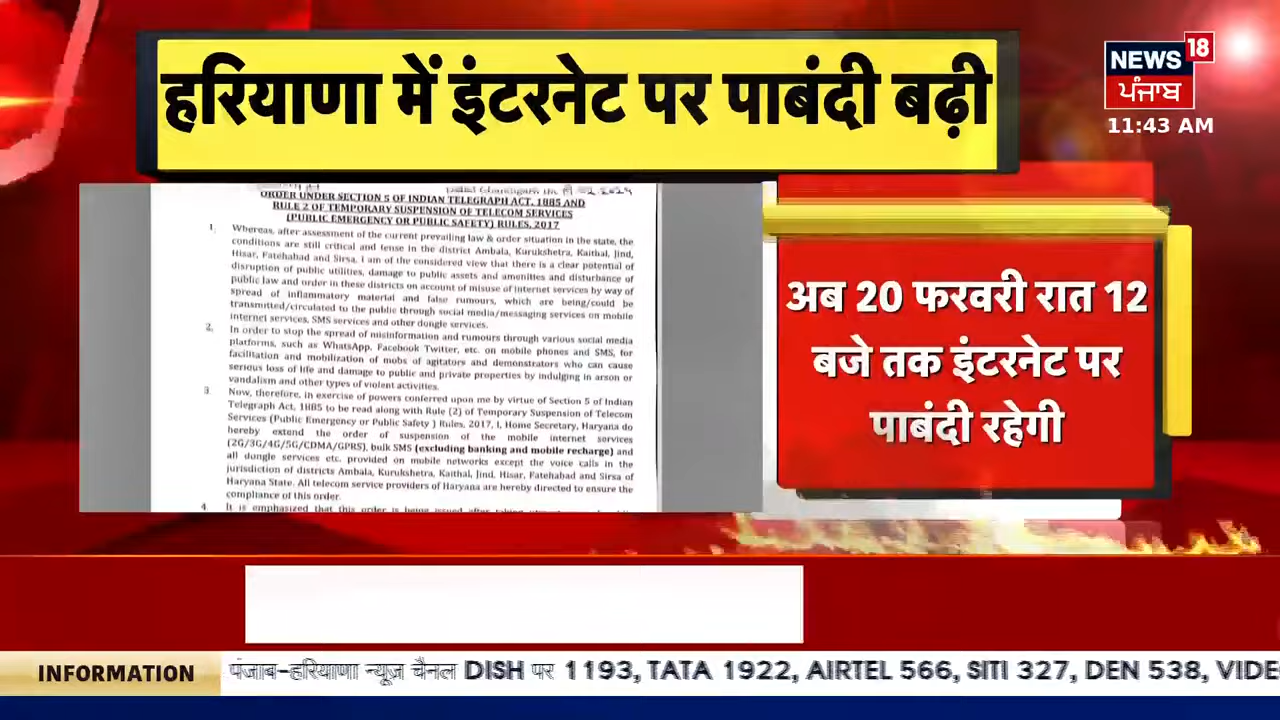 हरियाणा में इंटरनेट पर पाबंदी बढ़ी
NEWS 18
ਪੰਜਾਬ
11:43 AM
ORDER UNDER SECTION 5 OF INDIAN TELEGRAPH ACT, 1885 AND
RULE 2 OF TEMPORARY SUSPENSION OF TELECOM SERVICES
(PUBLIC EMERGENCY OR PUBLIC SAFETY) RULES, 2017
1. Whereas, after assessment of the current prevailing law & order situation in the state, the
conditions are still critical and tense in the district Ambala, Kurukshetra, Kaithal, Jind,
Hisar, Fatehabad and Sirsa, I am of the considered view that there is a clear potential of
disruption of public utilities, damage to public assets and amenities and disturbance of
public law and order in these districts on account of misuse of internet services by way of
spread of inflammatory material and false rumours, which are being/could be
transmitted/circulated to the public through social media/messaging services on mobile
internet services, SMS services and other dongle services.
2. In order to stop the spread of misinformation and rumours through various social media
platforms, such as WhatsApp, Facebook Twitter, etc. on mobile phones and SMS, for
facilitation and mobilization of mobs of agitators and demonstrators who can cause
serious loss of life and damage to public and private properties by indulging in arson or
vandalism and other types of violent activities.
3. Now, therefore, in exercise of powers conferred upon me by virtue of Section 5 of Indian
Telegraph Act, 1885 to be read along with Rule (2) of Temporary Suspension of Telecom
Services (Public Emergency or Public Safety ) Rules, 2017, I, Home Secretary, Haryana do
hereby extend the order of suspension of the mobile internet services
(2G/3G/4G/5G/CDMA/GPRS), bulk SMS (excluding banking and mobile recharge) and
all dongle services etc. provided on mobile networks except the voice calls in the
jurisdiction of districts Ambala, Kurukshetra, Kaithal, Jind, Hisar, Fatehabad and Sirsa of
Haryana State. All telecom service providers of Haryana are hereby directed to ensure the
compliance of this order.
4. It is emphasized that this order is being issued after taking
अब 20 फरवरी रात 12
बजे तक इंटरनेट पर
पाबंदी रहेगी
INFORMATION
पंजाब-हरियाणा न्यूज़ चैनल DISH पर 1193, TATA 1922, AIRTEL 566, SITI 327, DEN 538, VIDE